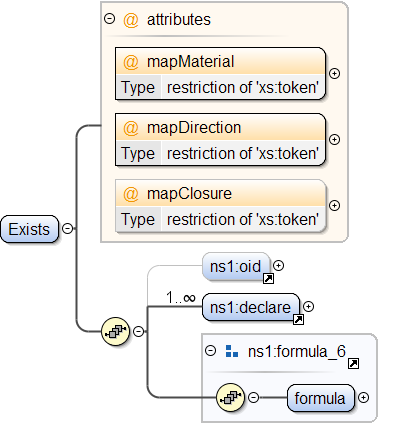 @ attributes
@ mapMaterial
Type restriction of 'xs:token'
@ mapDirection
Type restriction of 'xs:token'
@ mapClosure
Type restriction of 'xs:token'
Exists
ns1:oid
1..∞
ns1:declare
ns1:formula_6
formula